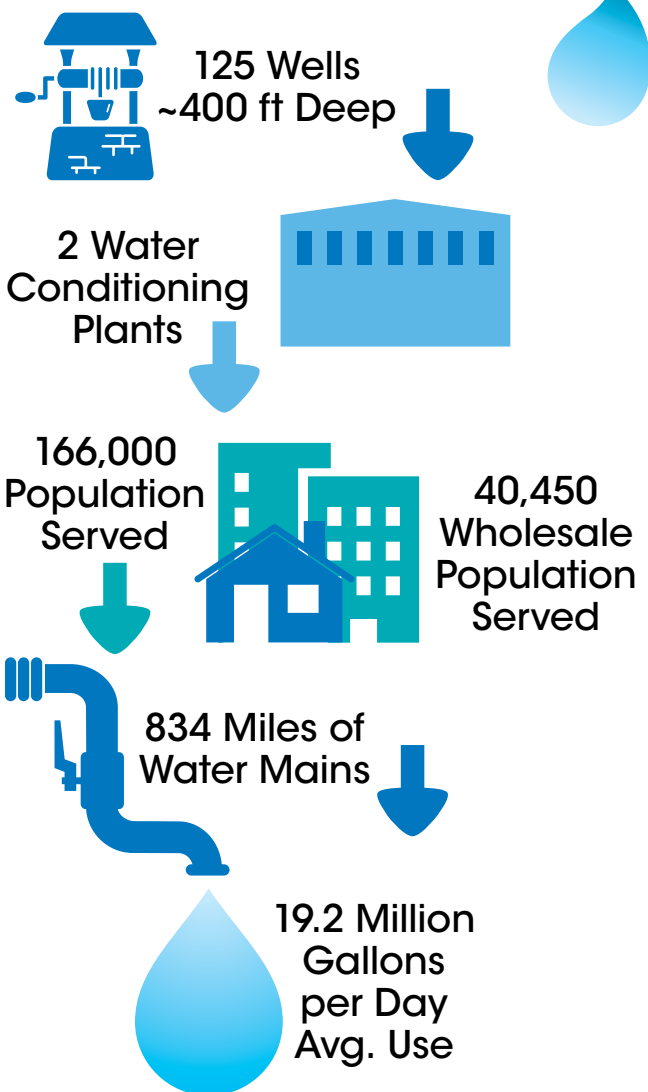 125 Wells
~400 ft Deep
2 Water
Conditioning
Plants
166,000
Population
Served
40,450
Wholesale
Population
Served
834 Miles of
Water Mains
19.2 Million
Gallons
per Day
Avg. Use